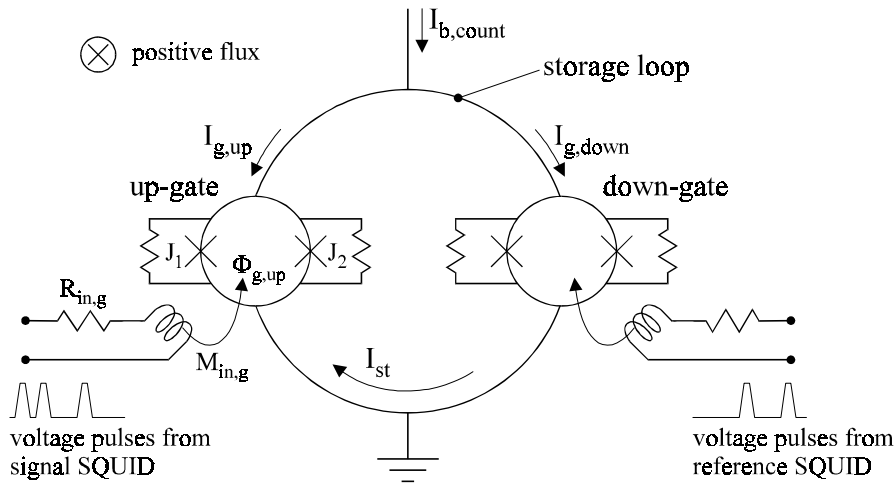 I_b,count
positive flux
storage loop
I_g,up
I_g,down
up-gate
down-gate
J_1
J_2
Φ_g,up
R_in,g
M_in,g
I_st
voltage pulses from
signal SQUID
voltage pulses from
reference SQUID